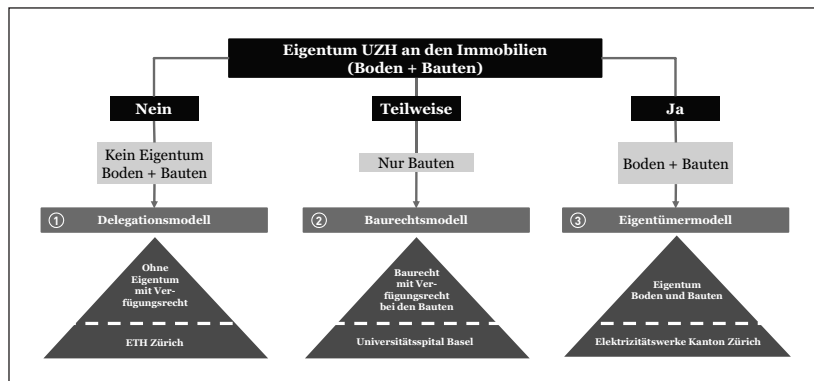 Eigentum UZH an den Immobilien
(Boden + Bauten)
Nein
Teilweise
Ja
Kein Eigentum
Boden + Bauten
Nur Bauten
Boden + Bauten
① Delegationsmodell
② Baurechtsmodell
③ Eigentümermodell
Ohne
Eigentum
mit Ver-
fügungsrecht
ETH Zürich
Baurecht
mit Ver-
fügungsrecht
bei den Bauten
Universitätsspital Basel
Eigentum
Boden und Bauten
Elektrizitätswerke Kanton Zürich